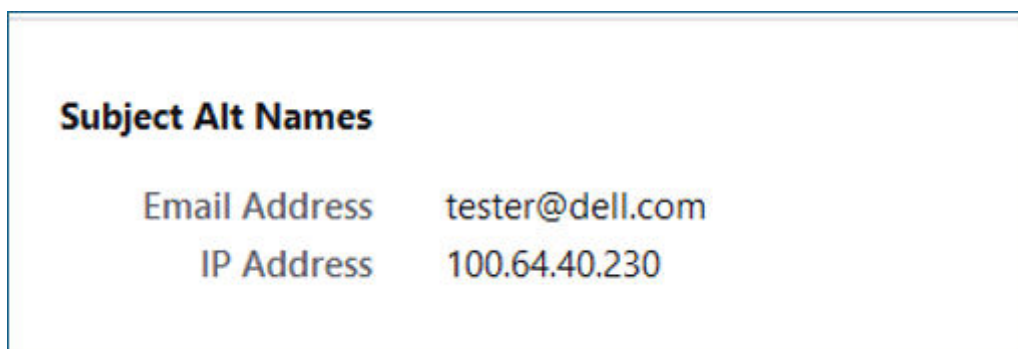 Subject Alt Names
Email Address tester@dell.com
IP Address 100.64.40.230